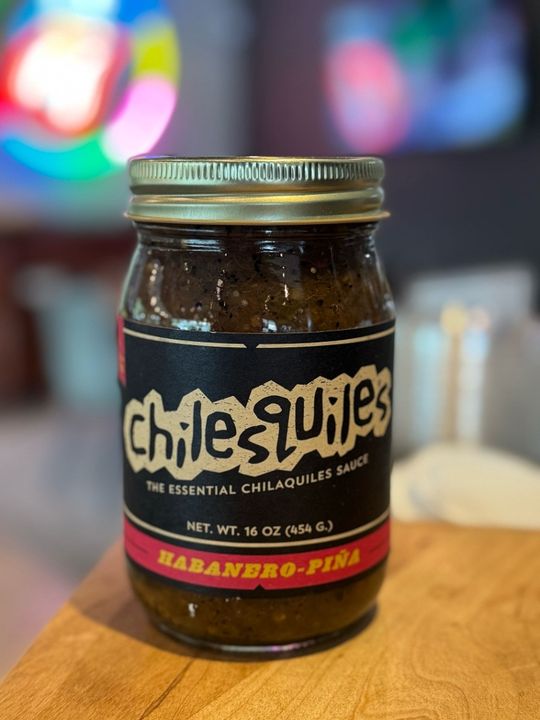 chilesquiles
THE ESSENTIAL CHILAQUILES SAUCE
NET. WT. 16 OZ (454 G.)
HABANERO-PIÑA